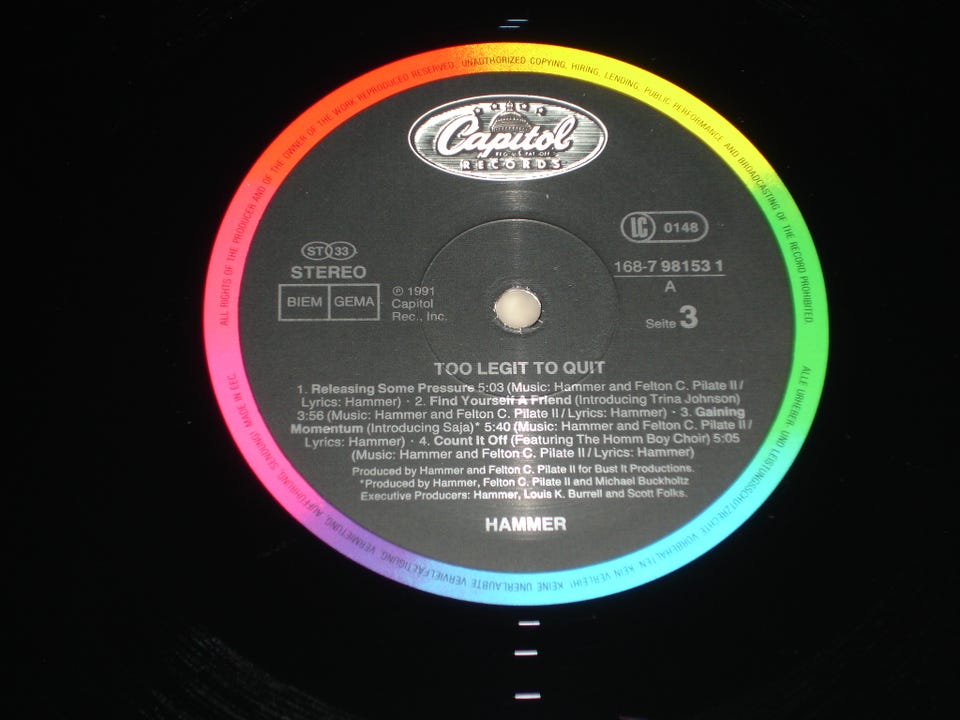 ALL RIGHTS OF THE PRODUCER AND OF THE OWNER OF THE WORK REPRODUCED RESERVED. UNAUTHORIZED COPYING, HIRING, LENDING, PUBLIC PERFORMANCE AND BROADCASTING OF THE RECORD PROHIBITED.
Capitol
REG. U.S. PAT. OFF.
RECORDS
ST 33
STEREO
BIEM GEMA
℗ 1991
Capitol
Rec., Inc.
LC 0148
168-7 98153 1
A
Seite 3
TOO LEGIT TO QUIT
1. Releasing Some Pressure 5:03 (Music: Hammer and Felton C. Pilate II /
Lyrics: Hammer) · 2. Find Yourself A Friend (Introducing Trina Johnson)
3:56 (Music: Hammer and Felton C. Pilate II / Lyrics: Hammer) · 3. Gaining
Momentum (Introducing Saja)* 5:40 (Music: Hammer and Felton C. Pilate II /
Lyrics: Hammer) · 4. Count It Off (Featuring The Homm Boy Choir) 5:05
(Music: Hammer and Felton C. Pilate II / Lyrics: Hammer)
Produced by Hammer and Felton C. Pilate II for Bust It Productions.
*Produced by Hammer, Felton C. Pilate II and Michael Buckholtz
Executive Producers: Hammer, Louis K. Burrell and Scott Folks.
HAMMER
ALLE URHEBER- UND LEISTUNGSSCHUTZRECHTE VORBEHALTEN. KEIN VERLEIH! KEINE UNERLAUBTE VERVIELFÄLTIGUNG, VERMIETUNG, AUFFÜHRUNG, SENDUNG! MADE IN EEC.